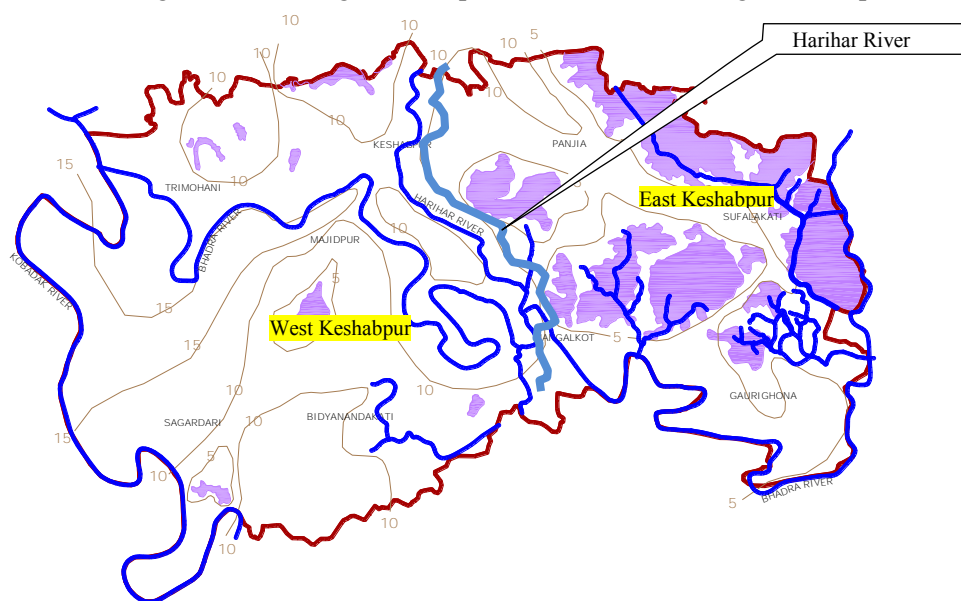 10
10
5
Harihar River
10
10
10
10
10
KESHABPUR
PANJIA
15
TRIMOHANI
10
5
East Keshabpur
HARIHAR RIVER
10
SUFALAKATI
5
BHADRA RIVER
MAJIDPUR
KOBADAK RIVER
5
15
West Keshabpur
15
5
MANGALKOT
10
10
GAURIGHONA
15
SAGARDARI
10
BIDYANANDAKATI
5
10
BHADRA RIVER
5
10
10